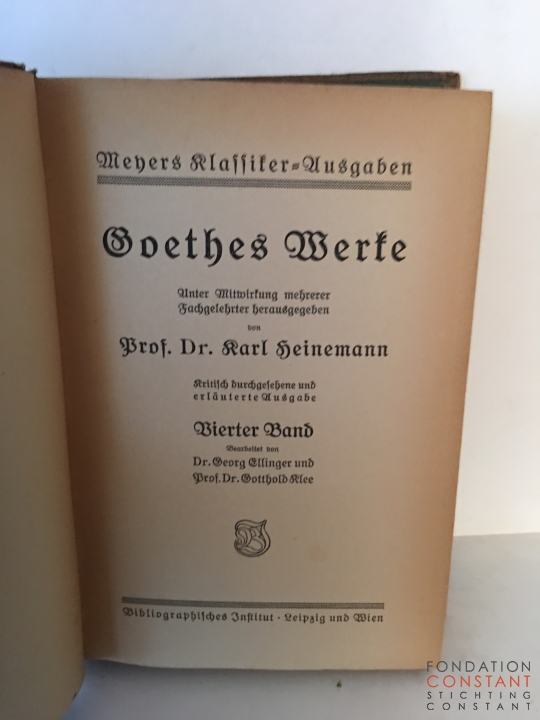 Meyers Klassiker-Ausgaben
Goethes Werke
Unter Mitwirkung mehrerer
Fachgelehrter herausgegeben
von
Prof. Dr. Karl Heinemann
Kritisch durchgesehene und
erläuterte Ausgabe
Vierter Band
Bearbeitet von
Dr. Georg Ellinger und
Prof. Dr. Gotthold Klee
Bibliographisches Institut · Leipzig und Wien
FONDATION
CONSTANT
STICHTING
CONSTANT